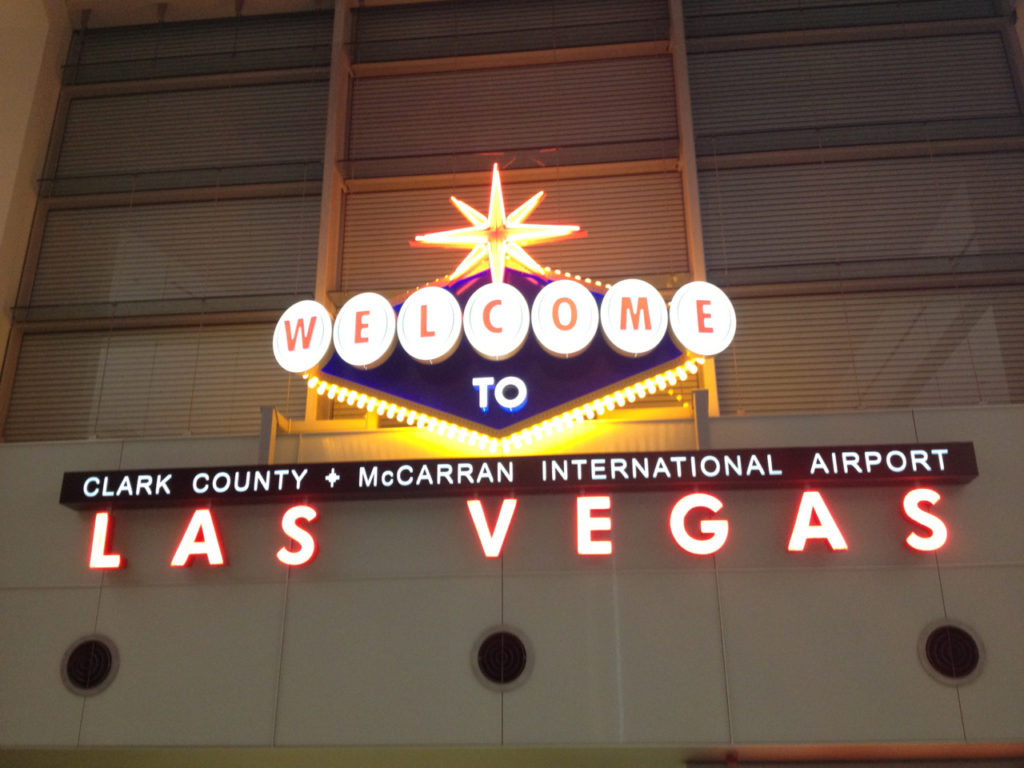 WELCOME
TO
CLARK COUNTY + McCARRAN INTERNATIONAL AIRPORT
LAS VEGAS